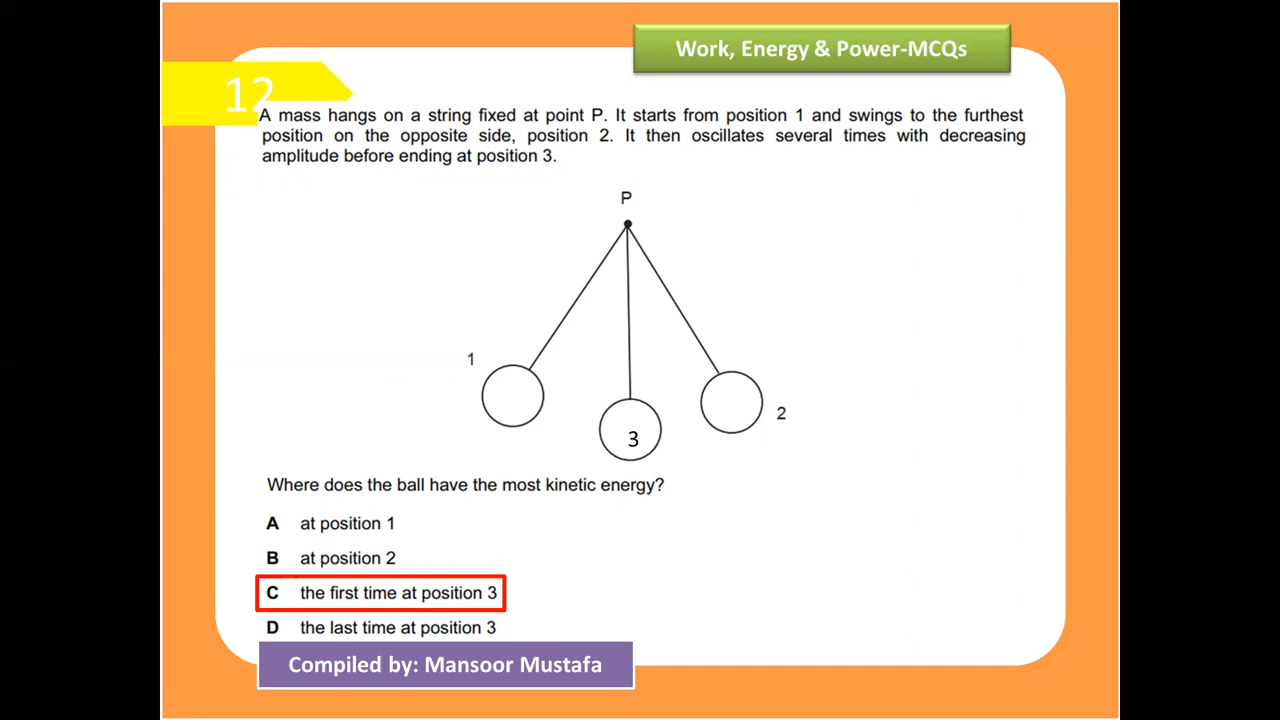 Work, Energy & Power-MCQs
12
A mass hangs on a string fixed at point P. It starts from position 1 and swings to the furthest
position on the opposite side, position 2. It then oscillates several times with decreasing
amplitude before ending at position 3.
P
1
3
2
Where does the ball have the most kinetic energy?
A at position 1
B at position 2
C the first time at position 3
D the last time at position 3
Compiled by: Mansoor Mustafa